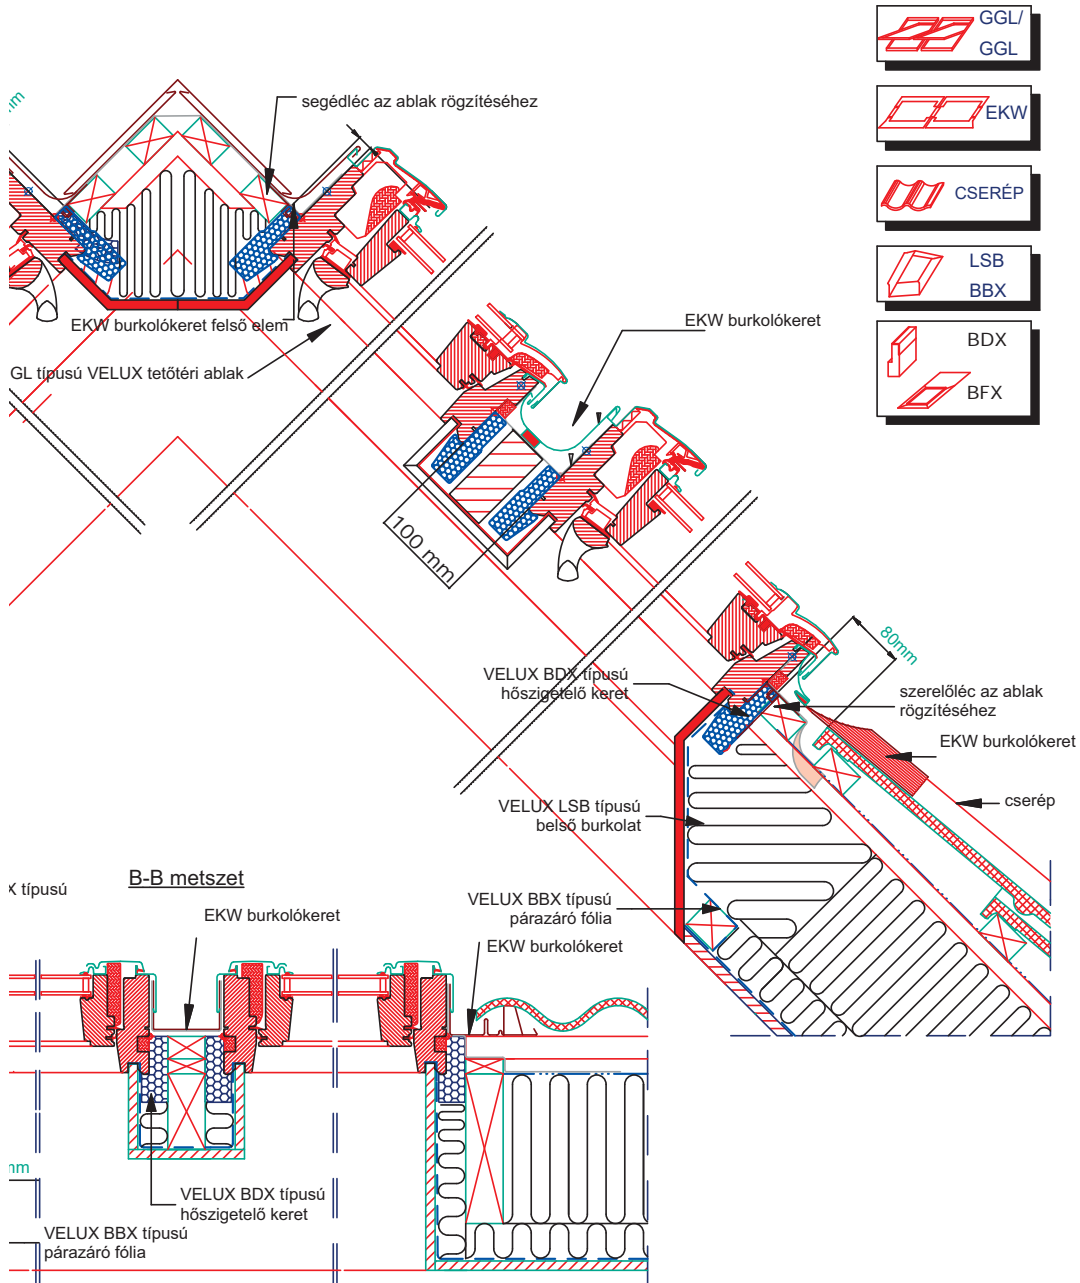 GGL/
GGL
segédléc az ablak rögzítéséhez
EKW
CSERÉP
LSB
BBX
EKW burkolókeret felső elem
EKW burkolókeret
BDX
GL típusú VELUX tetőtéri ablak
BFX
100 mm
80mm
VELUX BDX típusú
hőszigetelő keret
szerelőléc az ablak
rögzítéséhez
EKW burkolókeret
cserép
VELUX LSB típusú
belső burkolat
B-B metszet
X típusú
VELUX BBX típusú
párazáró fólia
EKW burkolókeret
EKW burkolókeret
mm
VELUX BDX típusú
hőszigetelő keret
VELUX BBX típusú
párazáró fólia